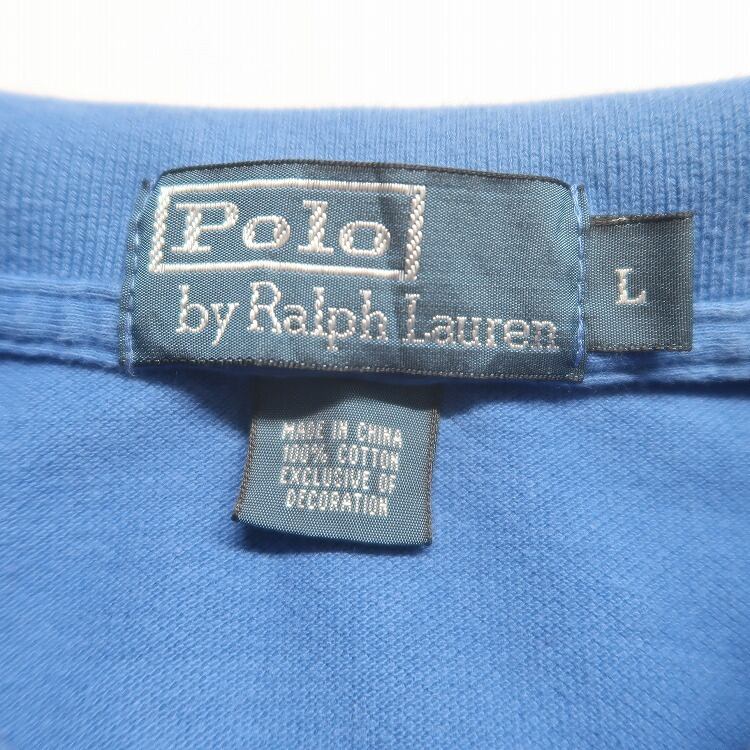 Polo
by Ralph Lauren
L
MADE IN CHINA
100% COTTON
EXCLUSIVE OF
DECORATION